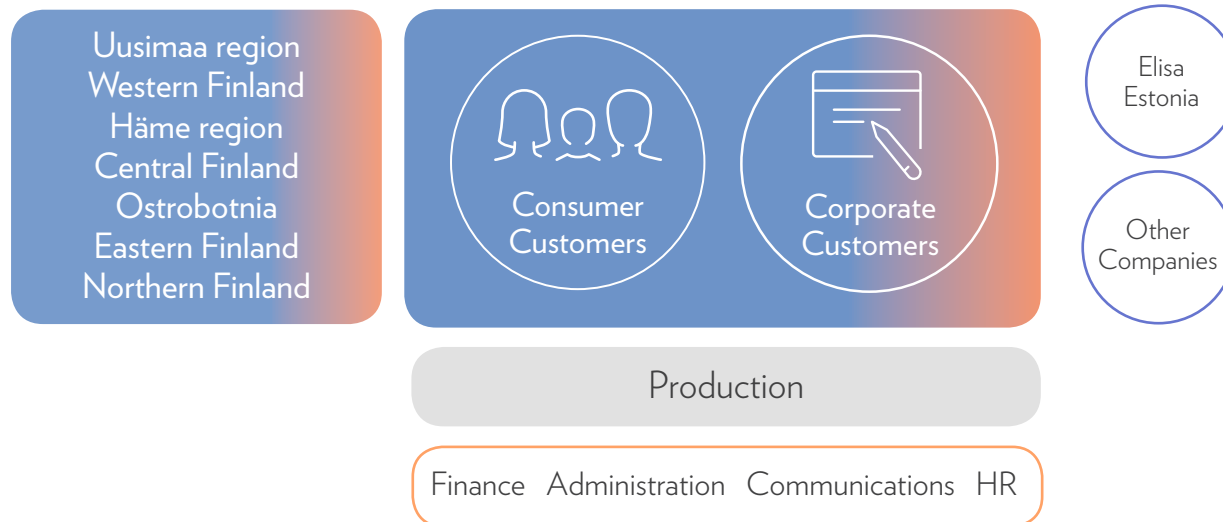 Uusimaa region
Western Finland
Häme region
Central Finland
Ostrobotnia
Eastern Finland
Northern Finland
Consumer
Customers
Corporate
Customers
Elisa
Estonia
Other
Companies
Production
Finance Administration Communications HR